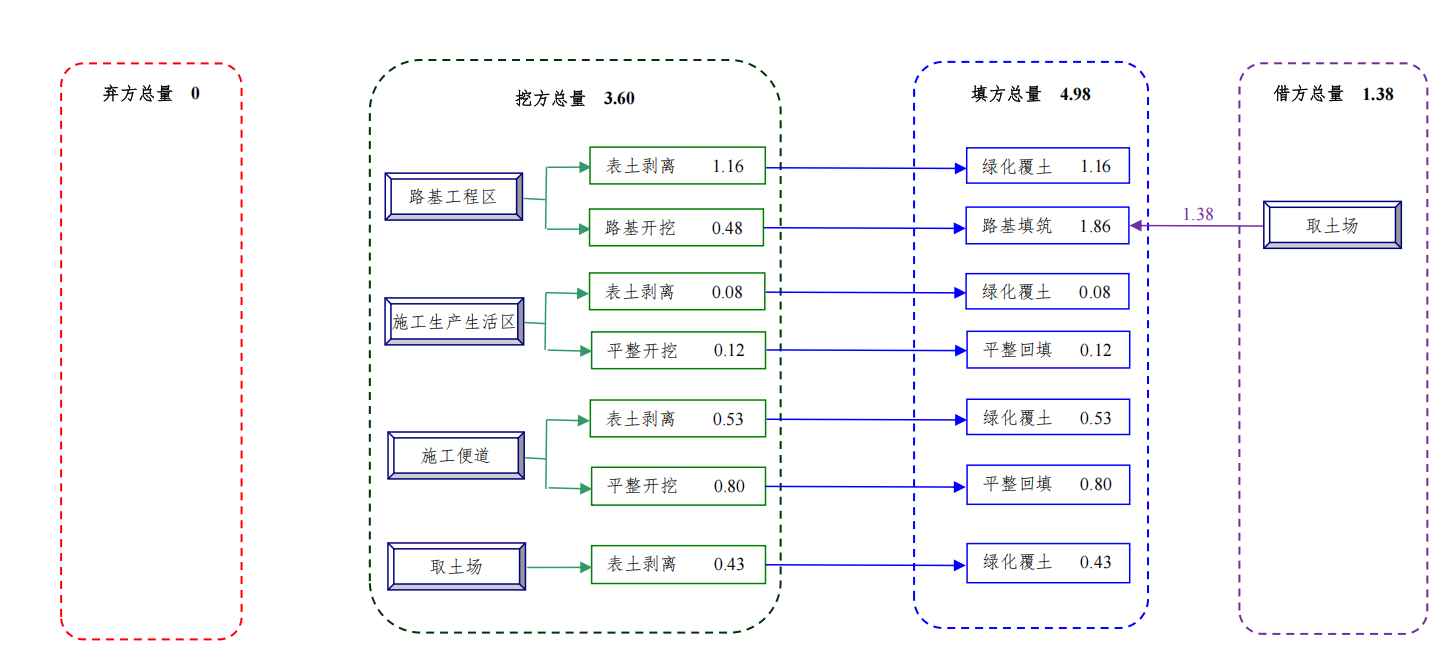 弃方总量 0
挖方总量 3.60
填方总量 4.98
借方总量 1.38
路基工程区
表土剥离 1.16
绿化覆土 1.16
路基开挖 0.48
路基填筑 1.86
1.38
取土场
施工生产生活区
表土剥离 0.08
绿化覆土 0.08
平整开挖 0.12
平整回填 0.12
施工便道
表土剥离 0.53
绿化覆土 0.53
平整开挖 0.80
平整回填 0.80
取土场
表土剥离 0.43
绿化覆土 0.43